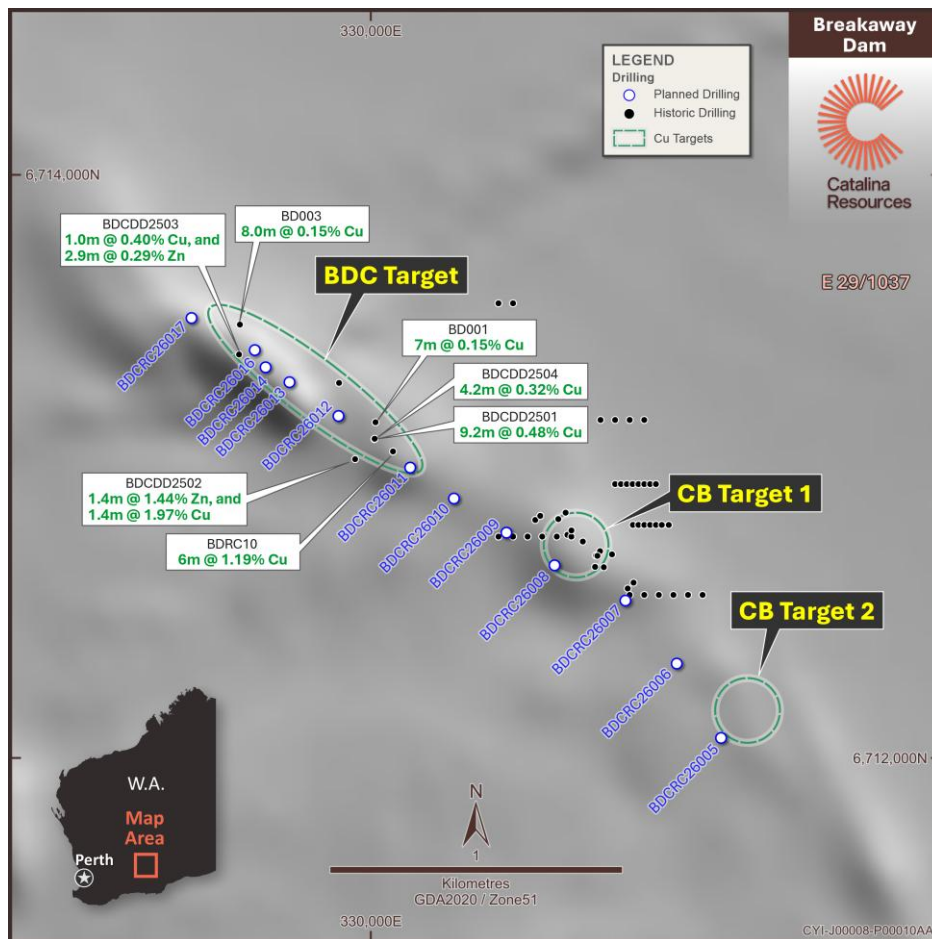 330,000E
Breakaway
Dam
LEGEND
Drilling
Planned Drilling
Historic Drilling
Cu Targets
Catalina
Resources
6,714,000N
E 29/1037
BDCDD2503
1.0m @ 0.40% Cu, and
2.9m @ 0.29% Zn
BD003
8.0m @ 0.15% Cu
BDC Target
BD001
7m @ 0.15% Cu
BDCDD2504
4.2m @ 0.32% Cu
BDCDD2501
9.2m @ 0.48% Cu
BDCRC26017
BDCRC26016
BDCRC26014
BDCRC26013
BDCRC26012
BDCDD2502
1.4m @ 1.44% Zn, and
1.4m @ 1.97% Cu
BDRC10
6m @ 1.19% Cu
BDCRC26011
BDCRC26010
BDCRC26009
CB Target 1
BDCRC26008
BDCRC26007
CB Target 2
BDCRC26006
BDCRC26005
6,712,000N
W.A.
Map
Area
Perth
N
1
Kilometres
GDA2020 / Zone51
330,000E
CYI-J00008-P00010AA